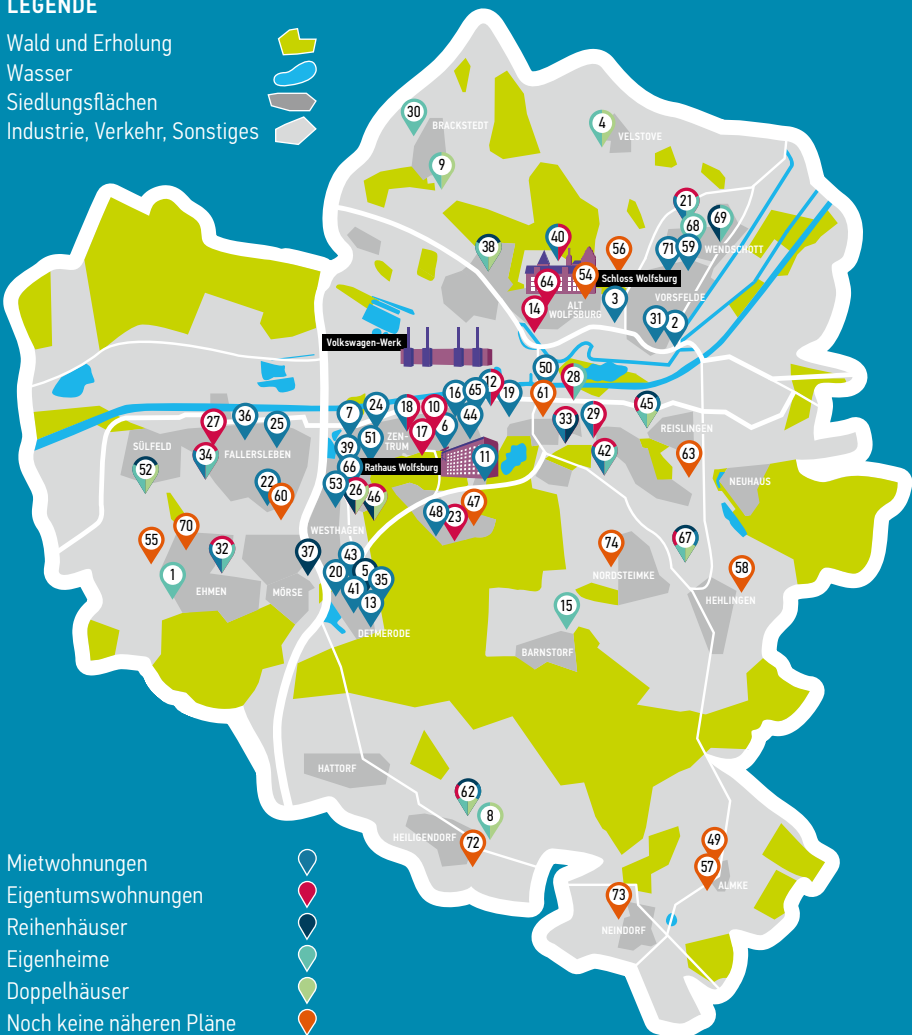 LEGENDE
Wald und Erholung
Wasser
Siedlungsflächen
Industrie, Verkehr, Sonstiges
30
BRACKSTEDT
4
VELSTOVE
9
21
69
68
WENDSCHOTT
40
38
56
71
59
54
Schloss Wolfsburg
64
3
VORSFELDE
14
ALT
WOLFSBURG
31
2
Volkswagen-Werk
50
28
12
65
16
19
61
24
18
10
7
44
27
36
25
17
6
33
29
45
REISLINGEN
SÜLFELD
FALLERSLEBEN
39
51
ZEN-
TRUM
34
42
63
52
66
Rathaus Wolfsburg
11
22
60
53
26
46
NEUHAUS
48
23
47
WESTHAGEN
70
55
32
37
43
74
67
20
5
35
NORDSTEIMKE
58
1
EHMEN
MÖRSE
41
13
15
HEHLINGEN
DETMERODE
BARNSTORF
HATTORF
62
8
HEILIGENDORF
72
49
57
ALMKE
73
NEINDORF
Mietwohnungen
Eigentumswohnungen
Reihenhäuser
Eigenheime
Doppelhäuser
Noch keine näheren Pläne